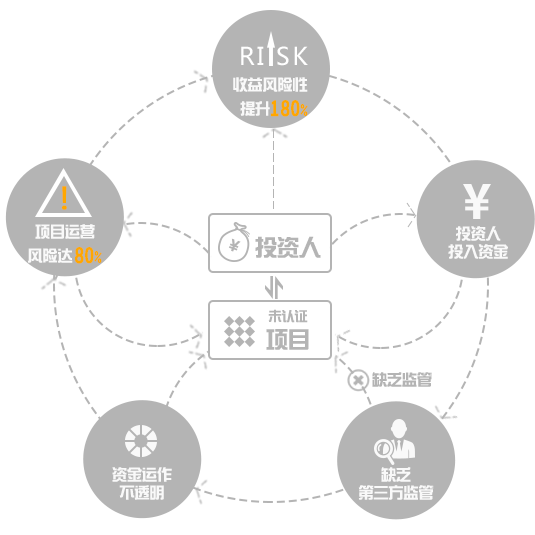 RISK
收益风险性
提升180%
项目运营
风险达80%
¥
投资人
投入资金
¥
投资人
未认证
项目
缺乏监管
资金运作
不透明
缺乏
第三方监管